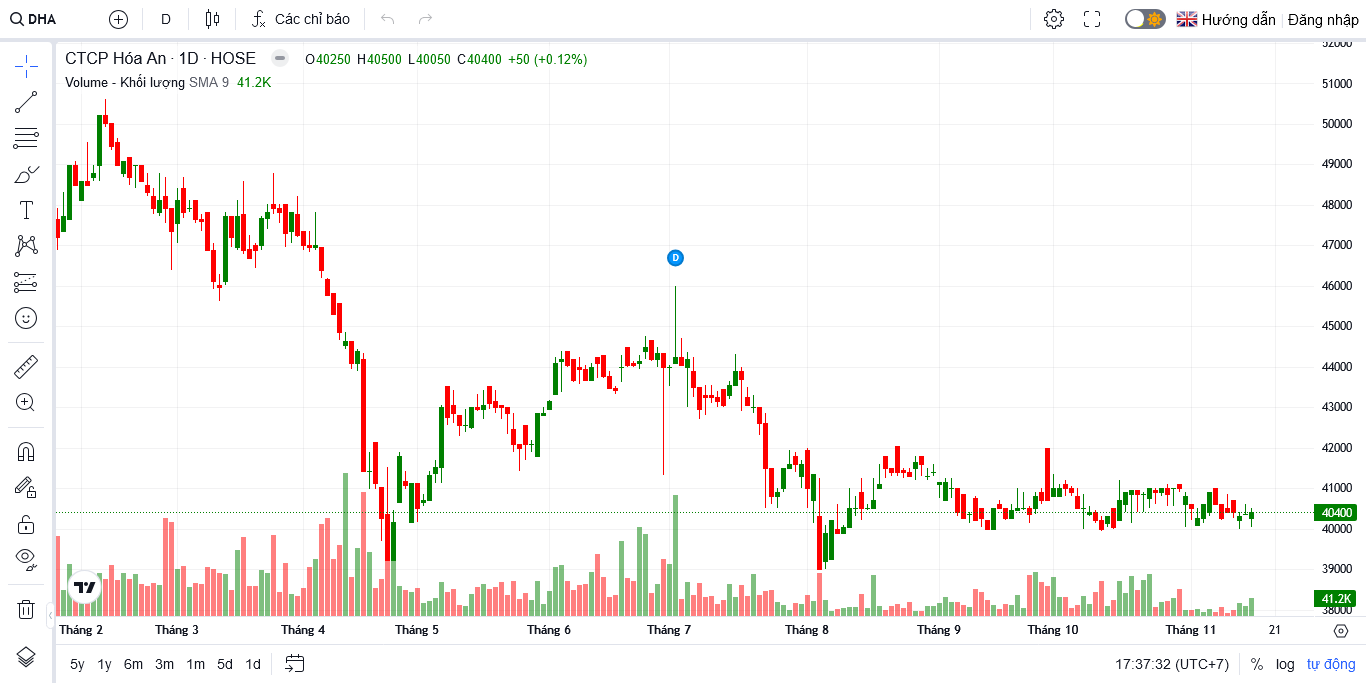 DHA D Các chỉ báo Hướng dẫn Đăng nhập
CTCP Hóa An · 1D · HOSE O40250 H40500 L40050 C40400 +50 (+0.12%)
Volume - Khối lượng SMA 9 41.2K
52000
51000
50000
49000
48000
47000
46000
45000
44000
43000
42000
41000
40400
40000
39000
41.2K
38000
D
Tháng 2 Tháng 3 Tháng 4 Tháng 5 Tháng 6 Tháng 7 Tháng 8 Tháng 9 Tháng 10 Tháng 11 21
5y 1y 6m 3m 1m 5d 1d 17:37:32 (UTC+7) % log tự động